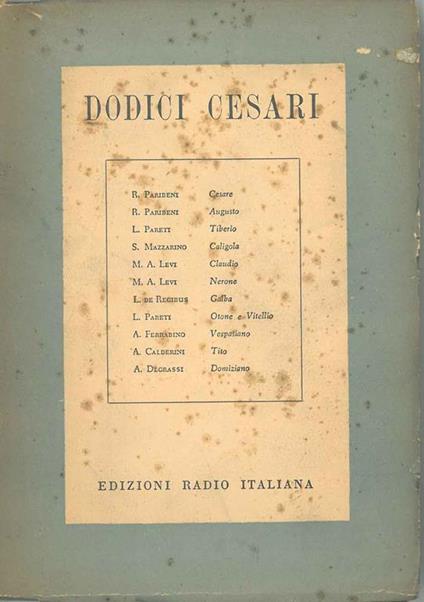 DODICI CESARI
R. PARIBENI Cesare
R. PARIBENI Augusto
L. PARETI Tiberio
S. MAZZARINO Caligola
M. A. LEVI Claudio
M. A. LEVI Nerone
L. DE REGIBUS Galba
L. PARETI Otone e Vitellio
A. FERRABINO Vespasiano
A. CALDERINI Tito
A. DEGRASSI Domiziano
EDIZIONI RADIO ITALIANA